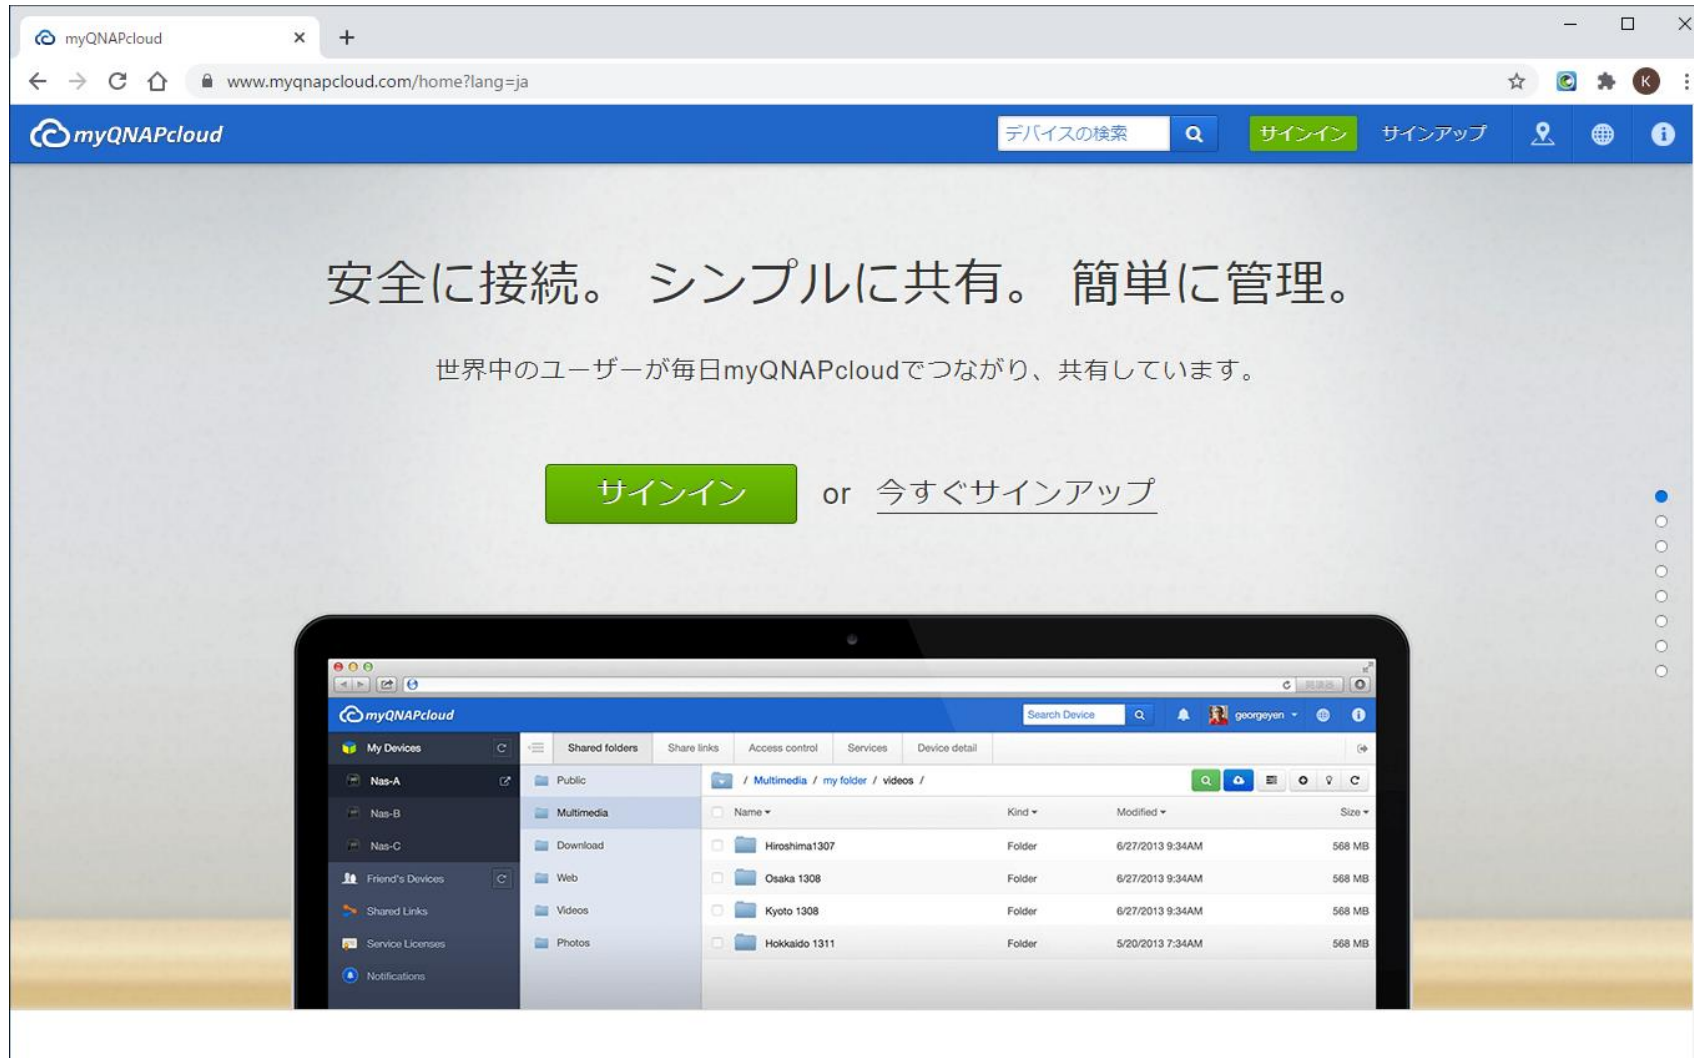 myQNAPcloud
www.myqnapcloud.com/home?lang=ja
K
myQNAPcloud
デバイスの検索
サインイン
サインアップ
安全に接続。 シンプルに共有。 簡単に管理。
世界中のユーザーが毎日myQNAPcloudでつながり、共有しています。
サインイン or 今すぐサインアップ
myQNAPcloud
Search Device
georgeyen
My Devices
Shared folders Share links Access control Services Device detail
Nas-A
Public
/ Multimedia / my folder / videos /
Nas-B
Multimedia
Name Kind Modified Size
Nas-C
Download
Hiroshima1307 Folder 6/27/2013 9:34AM 568 MB
Friend's Devices
Web
Osaka 1308 Folder 6/27/2013 9:34AM 568 MB
Shared Links
Videos
Kyoto 1308 Folder 6/27/2013 9:34AM 568 MB
Service Licenses
Photos
Hokkaido 1311 Folder 5/20/2013 7:34AM 568 MB
Notifications